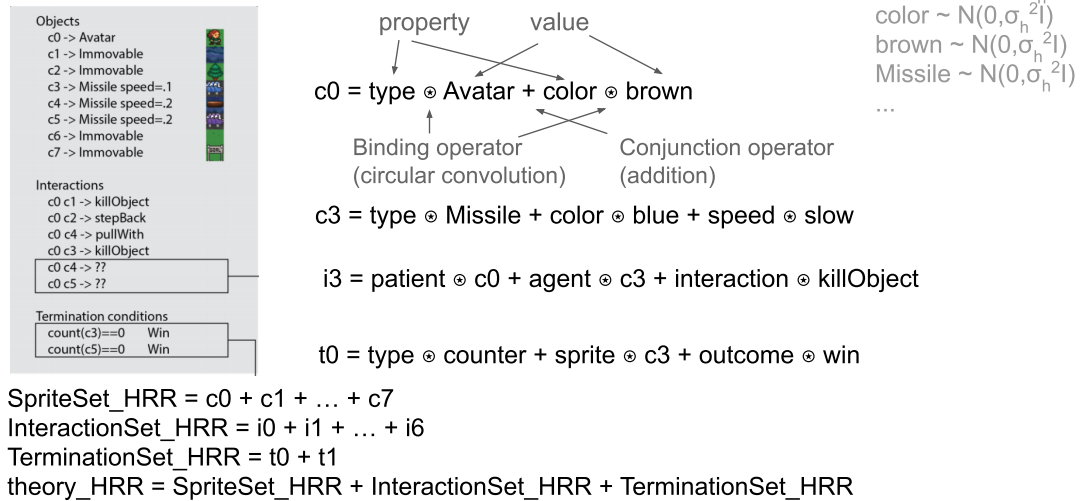 Objects
c0 -> Avatar
c1 -> Immovable
c2 -> Immovable
c3 -> Missile speed=.1
c4 -> Missile speed=.2
c5 -> Missile speed=.2
c6 -> Immovable
c7 -> Immovable
GOAL
Interactions
c0 c1 -> killObject
c0 c2 -> stepBack
c0 c4 -> pullWith
c0 c3 -> killObject
c0 c4 -> ??
c0 c5 -> ??
Termination conditions
count(c3)==0 Win
count(c5)==0 Win
property value
c0 = type ⊛ Avatar + color ⊛ brown
Binding operator
(circular convolution)
Conjunction operator
(addition)
c3 = type ⊛ Missile + color ⊛ blue + speed ⊛ slow
i3 = patient ⊛ c0 + agent ⊛ c3 + interaction ⊛ killObject
t0 = type ⊛ counter + sprite ⊛ c3 + outcome ⊛ win
color ~ N(0,σₕ²I)
brown ~ N(0,σₕ²I)
Missile ~ N(0,σₕ²I)
...
SpriteSet_HRR = c0 + c1 + … + c7
InteractionSet_HRR = i0 + i1 + … + i6
TerminationSet_HRR = t0 + t1
theory_HRR = SpriteSet_HRR + InteractionSet_HRR + TerminationSet_HRR